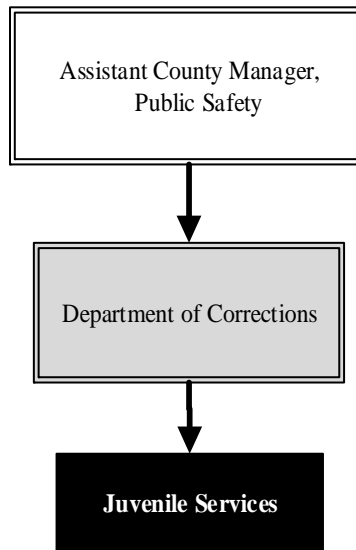 Assistant County Manager,
Public Safety
Department of Corrections
Juvenile Services